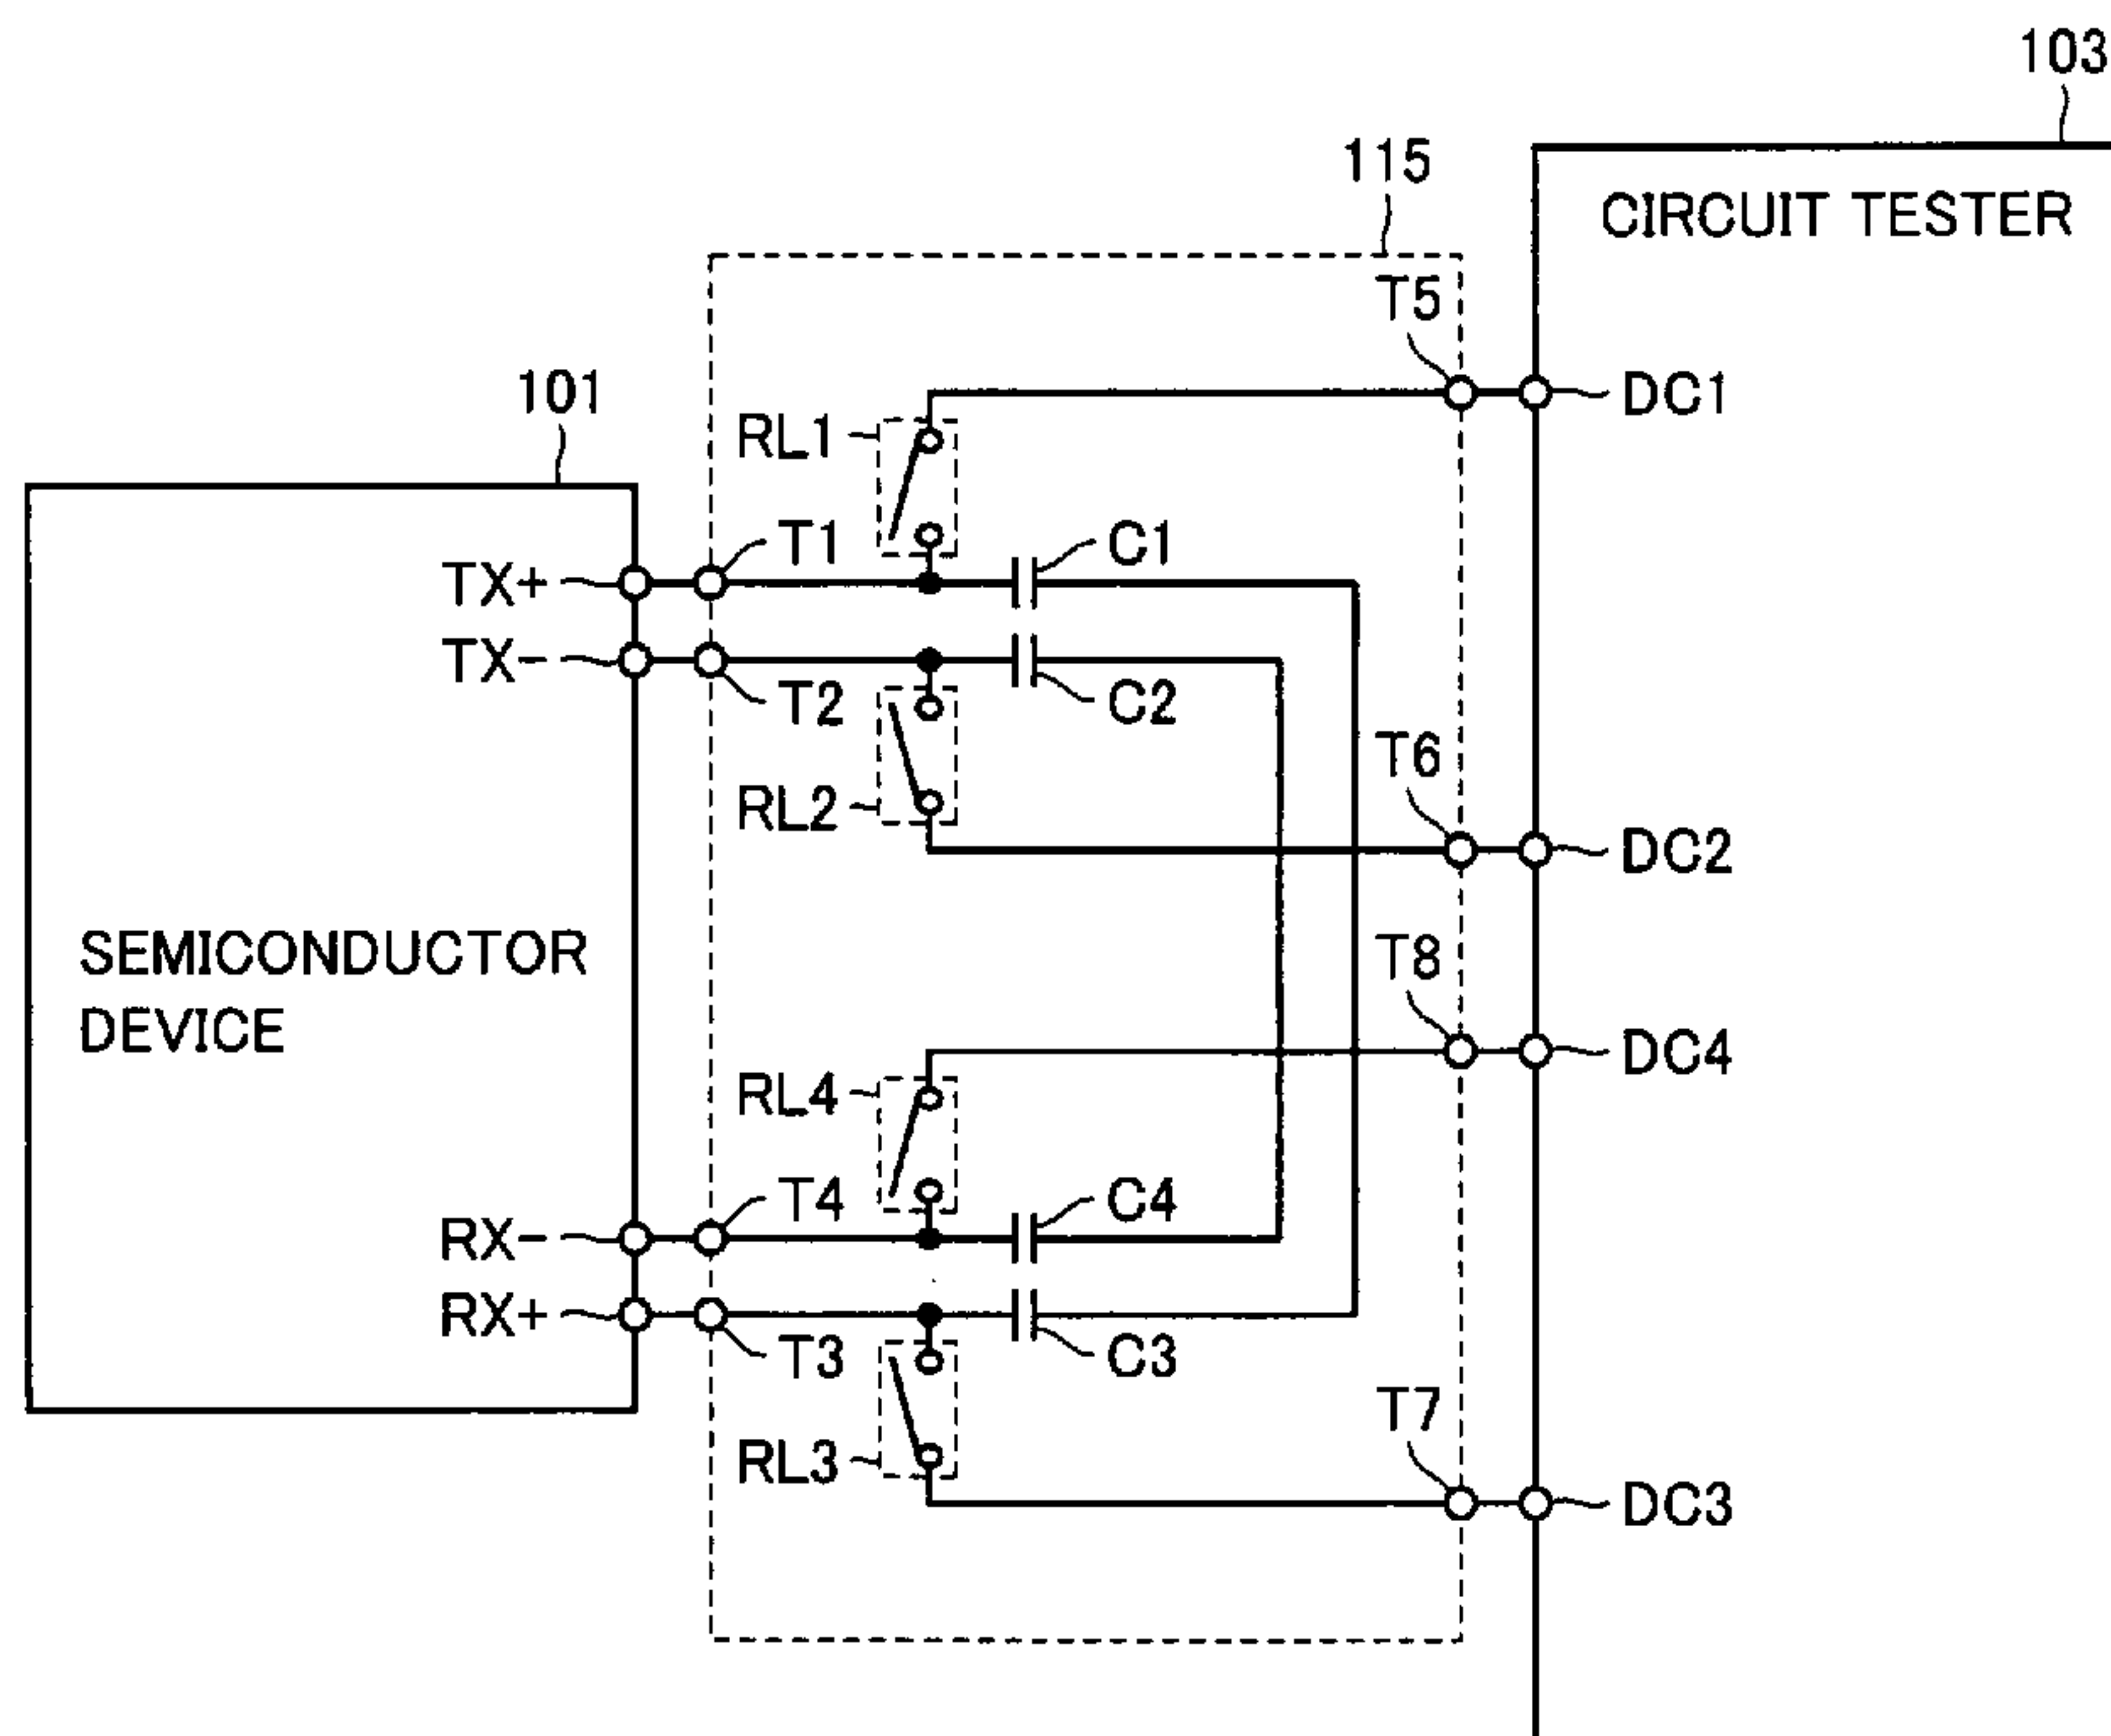 103
115
CIRCUIT TESTER
T5
101
DC1
RL1
T1
C1
TX+
TX-
T2
C2
T6
RL2
DC2
SEMICONDUCTOR
DEVICE
T8
DC4
RL4
T4
C4
RX-
RX+
T3
C3
T7
RL3
DC3